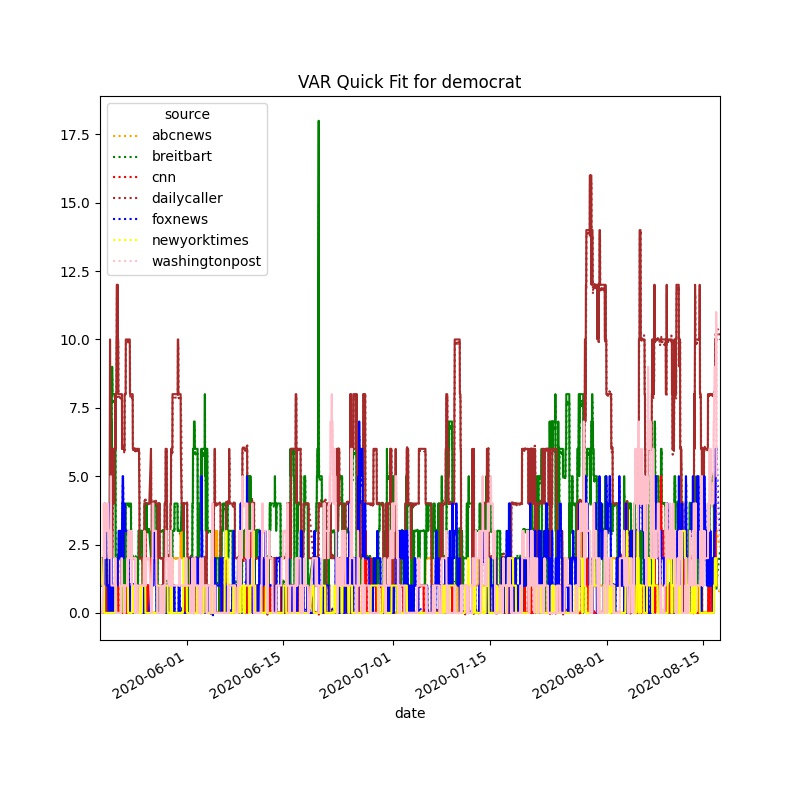 VAR Quick Fit for democrat
source
abcnews
breitbart
cnn
dailycaller
foxnews
newyorktimes
washingtonpost
17.5
15.0
12.5
10.0
7.5
5.0
2.5
0.0
2020-06-01
2020-06-15
2020-07-01
2020-07-15
2020-08-01
2020-08-15
date